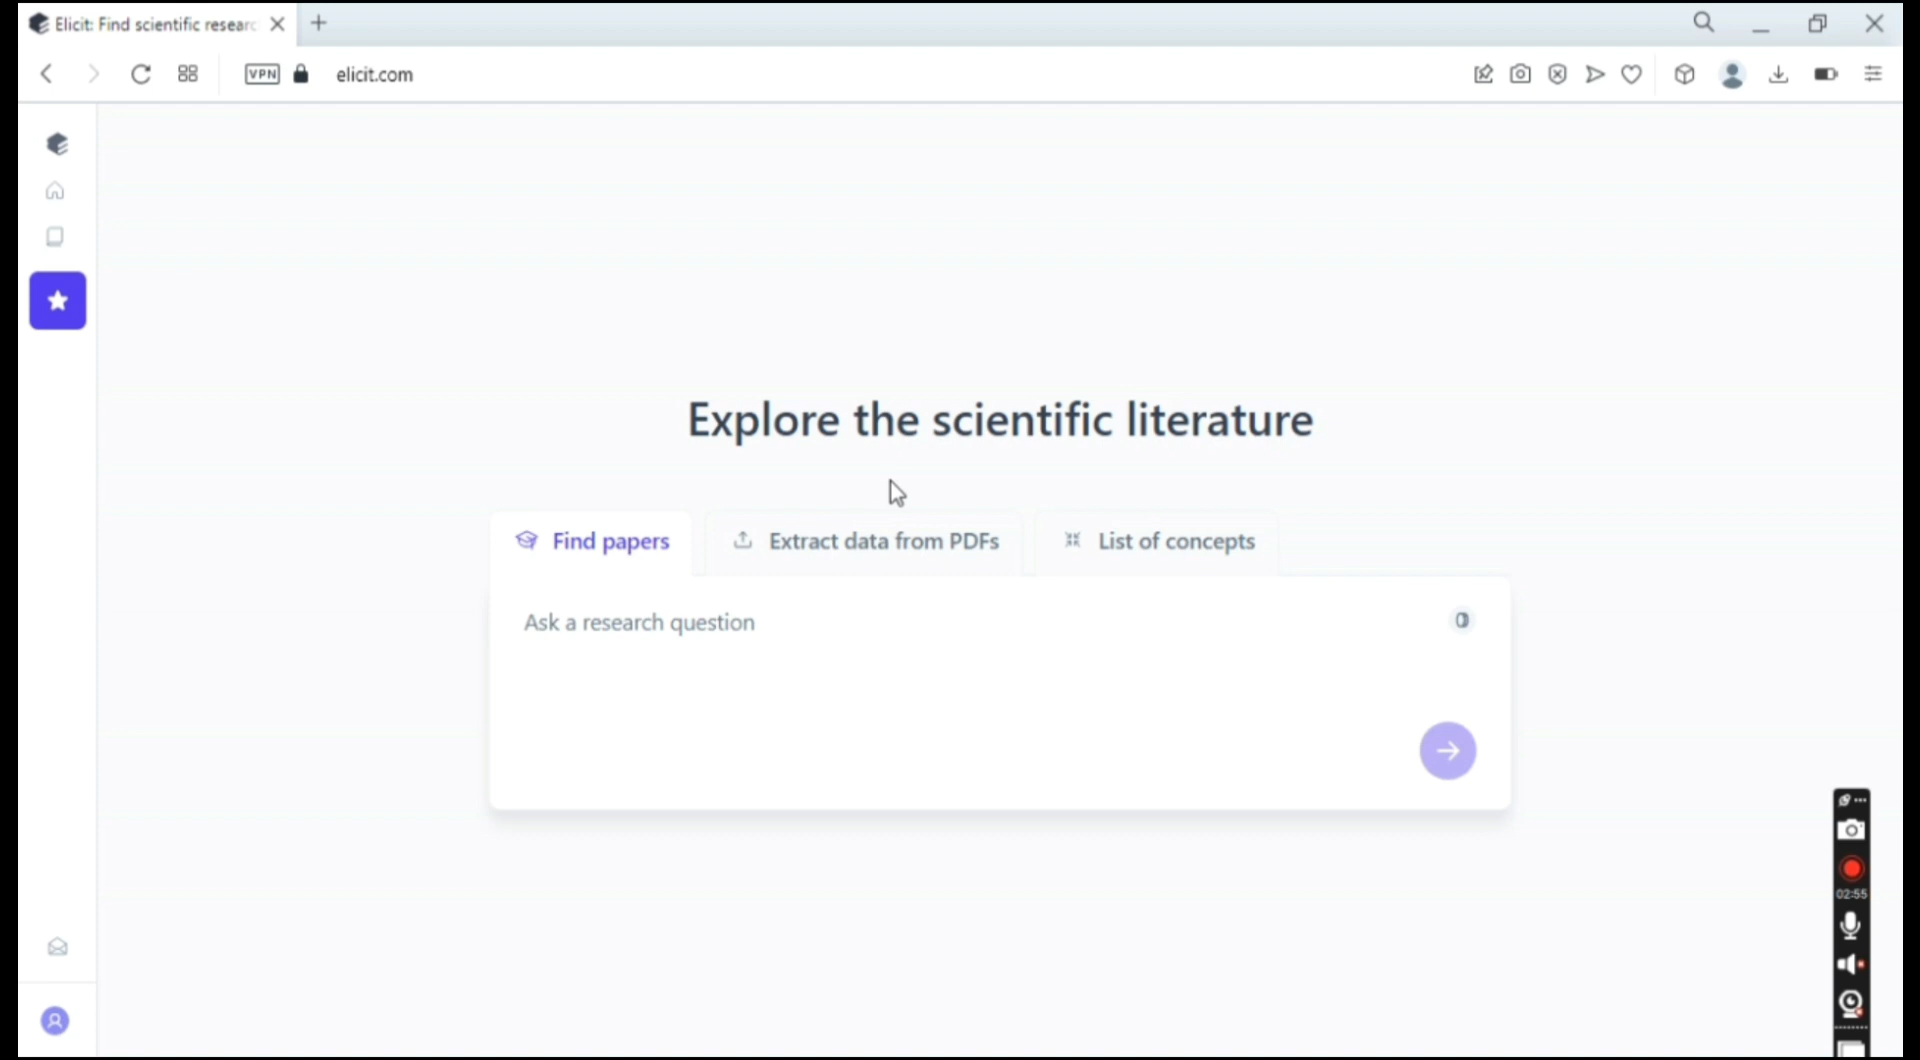 Elicit: Find scientific researc
VPN elicit.com
Explore the scientific literature
Find papers
Extract data from PDFs
List of concepts
Ask a research question
02:55